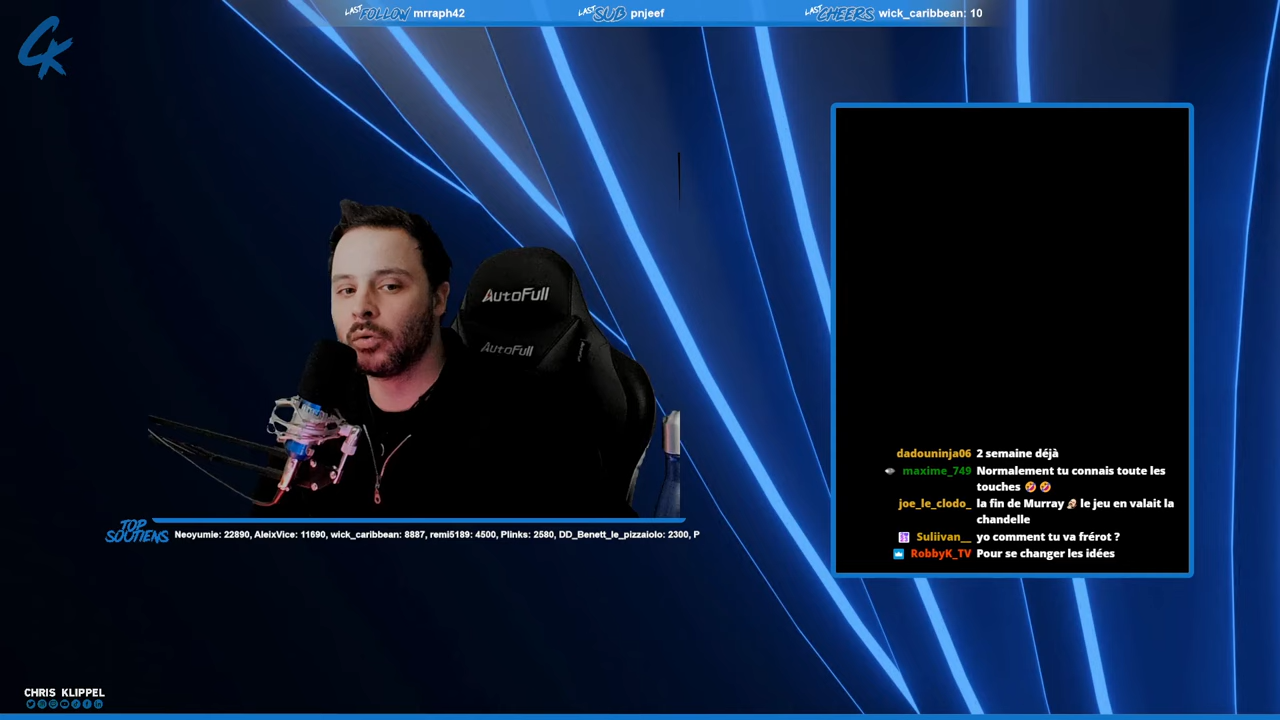 LAST FOLLOW mrraph42
LAST SUB pnjeef
LAST CHEERS wick_caribbean: 10
CK
AutoFull
AutoFull
dadouninja06 2 semaine déjà
maxime_749 Normalement tu connais toute les
touches 🤣 🤣
joe_le_clodo_ la fin de Murray le jeu en valait la
chandelle
Suliivan__ yo comment tu va frérot ?
RobbyK_TV Pour se changer les idées
TOP
SOUTIENS
Neoyumie: 22890, AleixVice: 11690, wick_caribbean: 8887, remi5189: 4500, Plinks: 2580, DD_Benett_le_pizzaiolo: 2300, P
CHRIS KLIPPEL